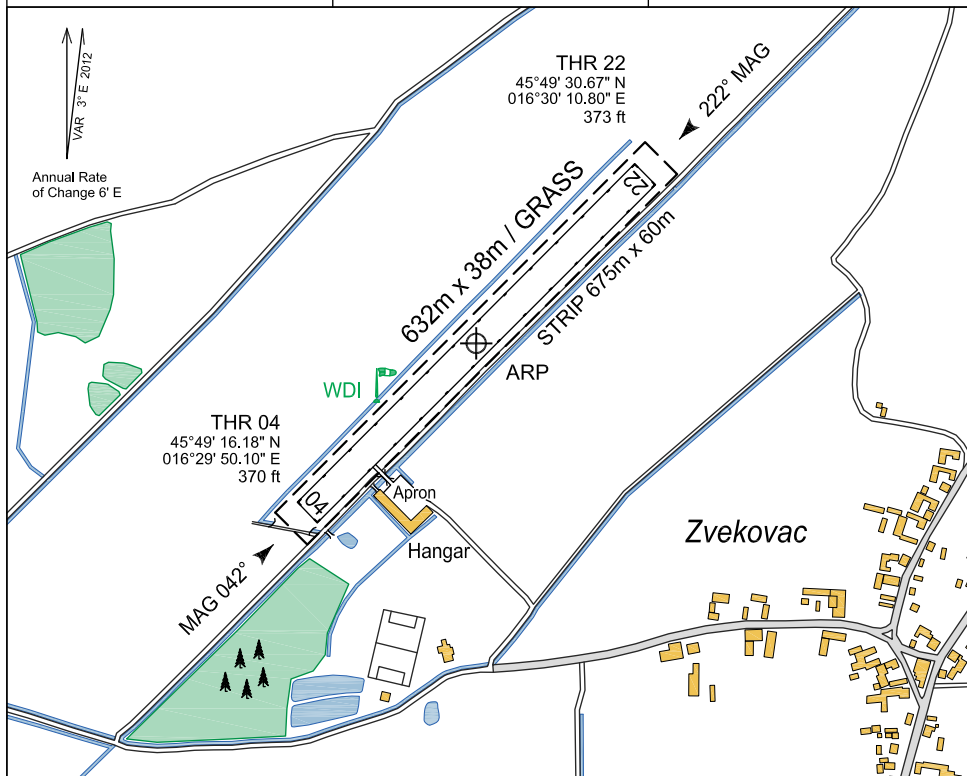 VAR 3° E 2012
Annual Rate
of Change 6' E
THR 22
45°49' 30.67" N
016°30' 10.80" E
373 ft
222° MAG
22
632m x 38m / GRASS
STRIP 675m x 60m
ARP
WDI
THR 04
45°49' 16.18" N
016°29' 50.10" E
370 ft
04
Apron
Hangar
MAG 042°
Zvekovac